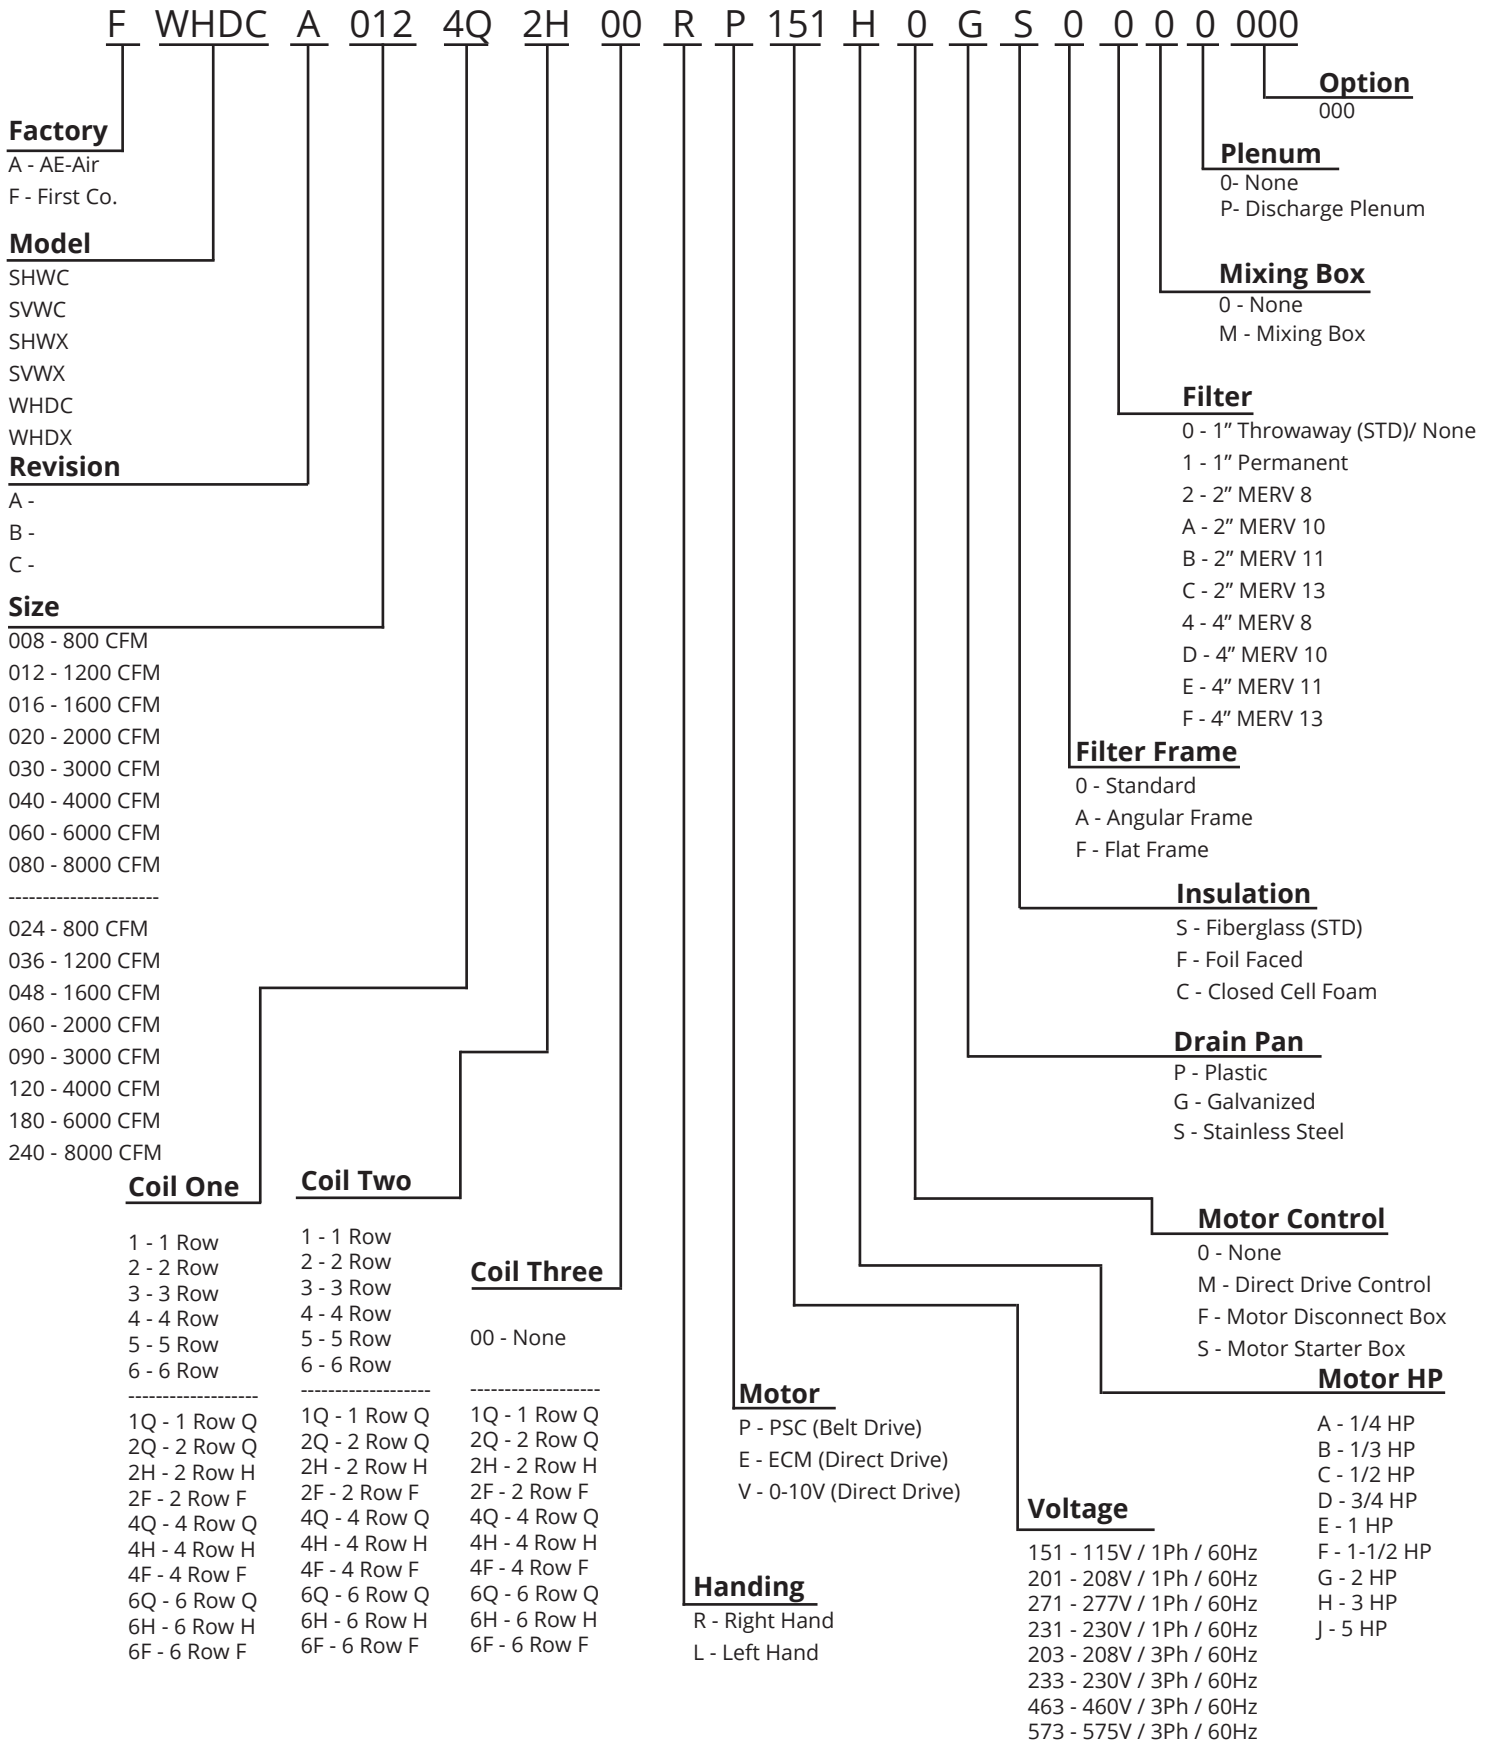 F WHDC A 012 4Q 2H 00 R P 151 H 0 G S 0 0 0 0 000
Factory
A - AE-Air
F - First Co.
Model
SHWC
SVWC
SHWX
SVWX
WHDC
WHDX
Revision
A -
B -
C -
Size
008 - 800 CFM
012 - 1200 CFM
016 - 1600 CFM
020 - 2000 CFM
030 - 3000 CFM
040 - 4000 CFM
060 - 6000 CFM
080 - 8000 CFM
----------------------
024 - 800 CFM
036 - 1200 CFM
048 - 1600 CFM
060 - 2000 CFM
090 - 3000 CFM
120 - 4000 CFM
180 - 6000 CFM
240 - 8000 CFM
Coil One
1 - 1 Row
2 - 2 Row
3 - 3 Row
4 - 4 Row
5 - 5 Row
6 - 6 Row
-------------------
1Q - 1 Row Q
2Q - 2 Row Q
2H - 2 Row H
2F - 2 Row F
4Q - 4 Row Q
4H - 4 Row H
4F - 4 Row F
6Q - 6 Row Q
6H - 6 Row H
6F - 6 Row F
Coil Two
1 - 1 Row
2 - 2 Row
3 - 3 Row
4 - 4 Row
5 - 5 Row
6 - 6 Row
-------------------
1Q - 1 Row Q
2Q - 2 Row Q
2H - 2 Row H
2F - 2 Row F
4Q - 4 Row Q
4H - 4 Row H
4F - 4 Row F
6Q - 6 Row Q
6H - 6 Row H
6F - 6 Row F
Coil Three
00 - None
-------------------
1Q - 1 Row Q
2Q - 2 Row Q
2H - 2 Row H
2F - 2 Row F
4Q - 4 Row Q
4H - 4 Row H
4F - 4 Row F
6Q - 6 Row Q
6H - 6 Row H
6F - 6 Row F
Handing
R - Right Hand
L - Left Hand
Motor
P - PSC (Belt Drive)
E - ECM (Direct Drive)
V - 0-10V (Direct Drive)
Voltage
151 - 115V / 1Ph / 60Hz
201 - 208V / 1Ph / 60Hz
271 - 277V / 1Ph / 60Hz
231 - 230V / 1Ph / 60Hz
203 - 208V / 3Ph / 60Hz
233 - 230V / 3Ph / 60Hz
463 - 460V / 3Ph / 60Hz
573 - 575V / 3Ph / 60Hz
Motor HP
A - 1/4 HP
B - 1/3 HP
C - 1/2 HP
D - 3/4 HP
E - 1 HP
F - 1-1/2 HP
G - 2 HP
H - 3 HP
J - 5 HP
Motor Control
0 - None
M - Direct Drive Control
F - Motor Disconnect Box
S - Motor Starter Box
Drain Pan
P - Plastic
G - Galvanized
S - Stainless Steel
Insulation
S - Fiberglass (STD)
F - Foil Faced
C - Closed Cell Foam
Filter Frame
0 - Standard
A - Angular Frame
F - Flat Frame
Filter
0 - 1” Throwaway (STD)/ None
1 - 1” Permanent
2 - 2” MERV 8
A - 2” MERV 10
B - 2” MERV 11
C - 2” MERV 13
4 - 4” MERV 8
D - 4” MERV 10
E - 4” MERV 11
F - 4” MERV 13
Mixing Box
0 - None
M - Mixing Box
Plenum
0- None
P- Discharge Plenum
Option
000